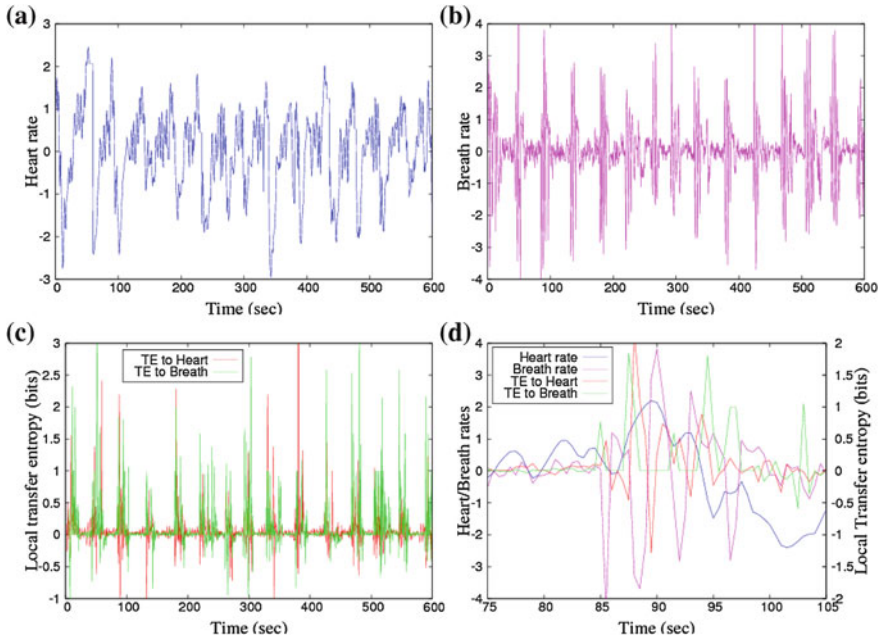 (a)
3
2
1
0
-1
-2
-3
Heart rate
0 100 200 300 400 500 600
Time (sec)
(b)
4
3
2
1
0
-1
-2
-3
-4
Breath rate
0 100 200 300 400 500 600
Time (sec)
(c)
3
2.5
2
1.5
1
0.5
0
-0.5
-1
Local transfer entropy (bits)
TE to Heart
TE to Breath
0 100 200 300 400 500 600
Time (sec)
(d)
4
3
2
1
0
-1
-2
-3
-4
Heart/Breath rates
Heart rate
Breath rate
TE to Heart
TE to Breath
2
1.5
1
0.5
0
-0.5
-1
-1.5
-2
Local Transfer entropy (bits)
75 80 85 90 95 100 105
Time (sec)